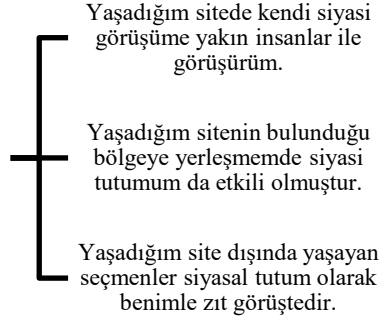 Yaşadığım sitede kendi siyasi
görüşüme yakın insanlar ile
görüşürüm.
Yaşadığım sitenin bulunduğu
bölgeye yerleşmemde siyasi
tutumum da etkili olmuştur.
Yaşadığım site dışında yaşayan
seçmenler siyasal tutum olarak
benimle zıt görüştedir.